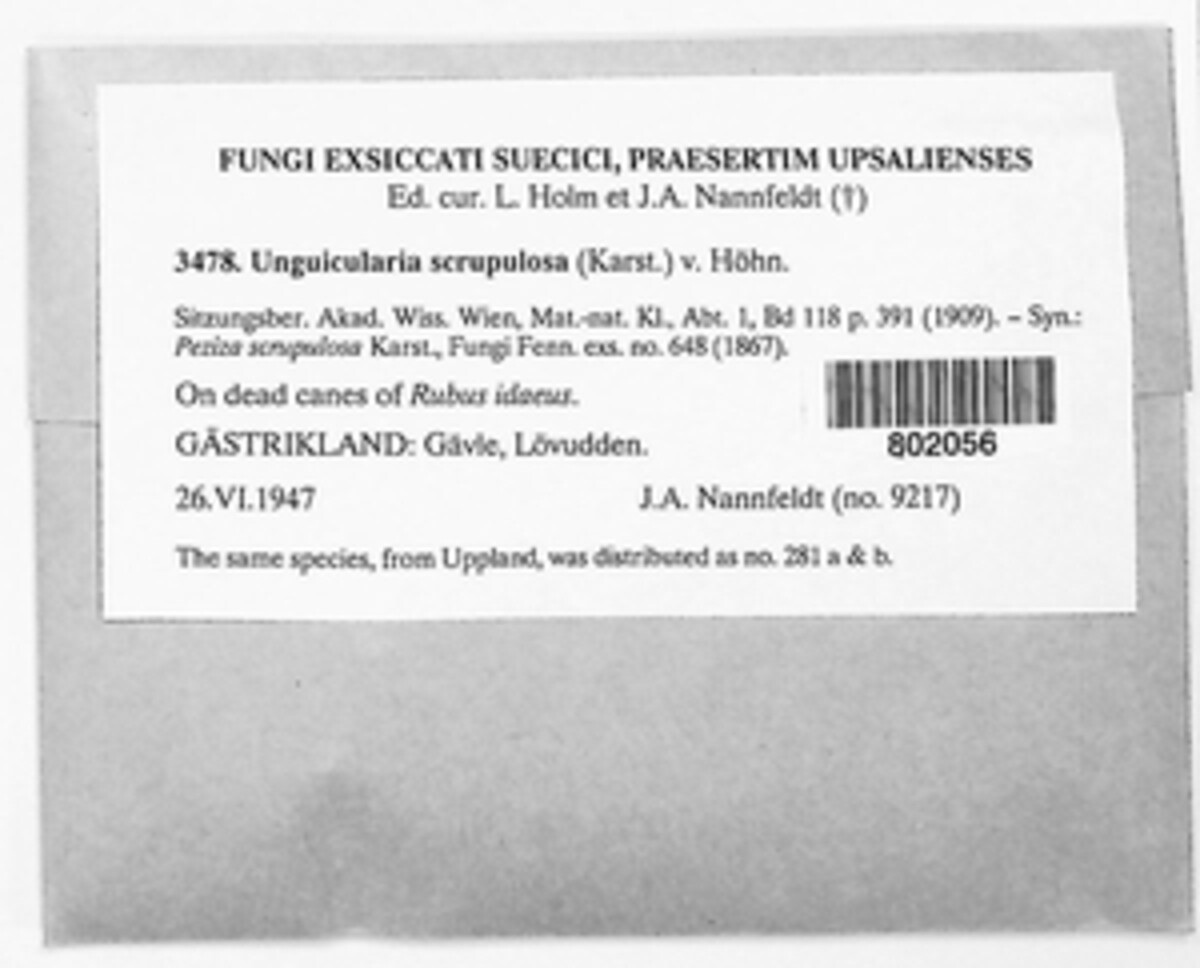 FUNGI EXSICCATI SUECICI, PRAESERTIM UPSALIENSES
Ed. cur. L. Holm et J.A. Nannfeldt (†)
3478. Unguicularia scrupulosa (Karst.) v. Höhn.
Sitzungsber. Akad. Wiss. Wien, Mat.-nat. Kl., Abt. 1, Bd 118 p. 391 (1909). – Syn.:
Peziza scrupulosa Karst., Fungi Fenn. exs. no. 648 (1867).
On dead canes of Rubus idaeus.
GÄSTRIKLAND: Gävle, Lövudden.
802056
26.VI.1947 J.A. Nannfeldt (no. 9217)
The same species, from Uppland, was distributed as no. 281 a & b.